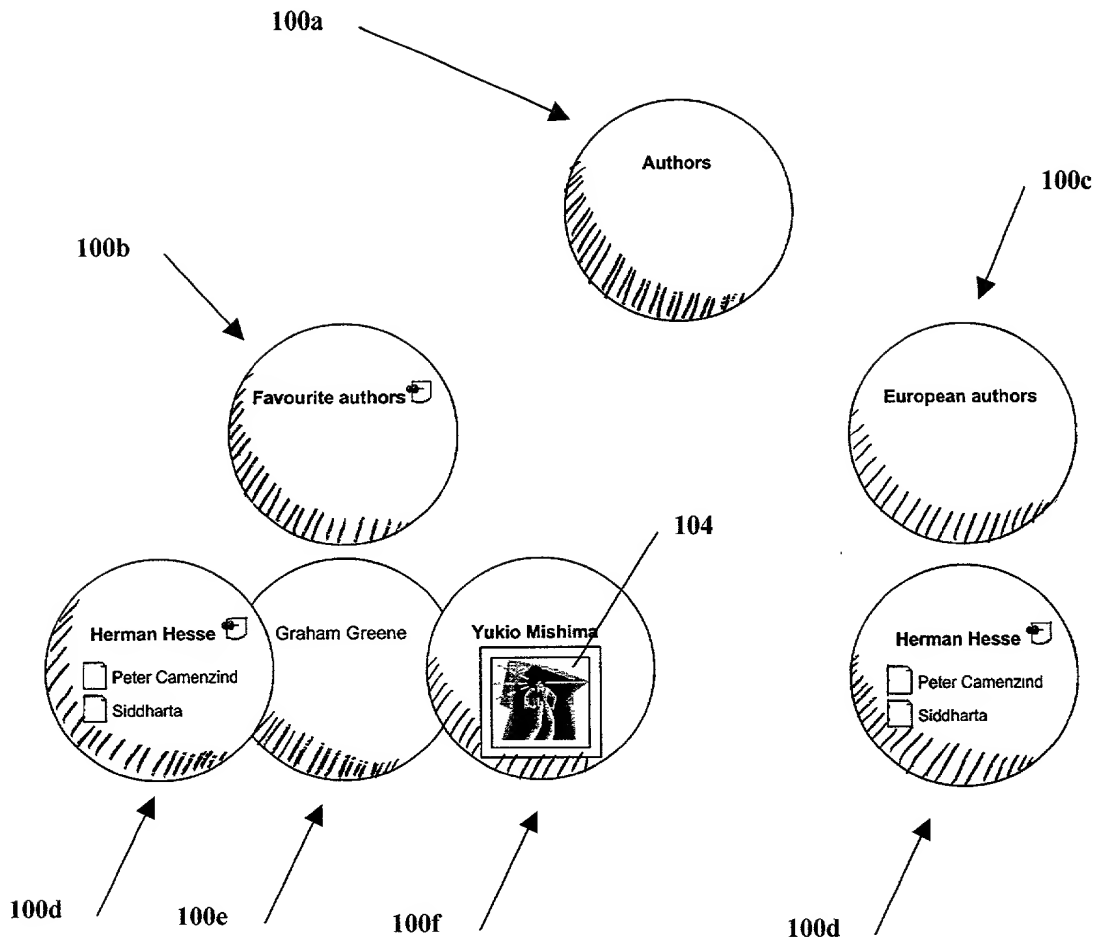 100a
Authors
100c
100b
Favourite authors
European authors
104
Herman Hesse
Graham Greene
Yukio Mishima
Herman Hesse
Peter Camenzind
Peter Camenzind
Siddharta
Siddharta
100d
100e
100f
100d